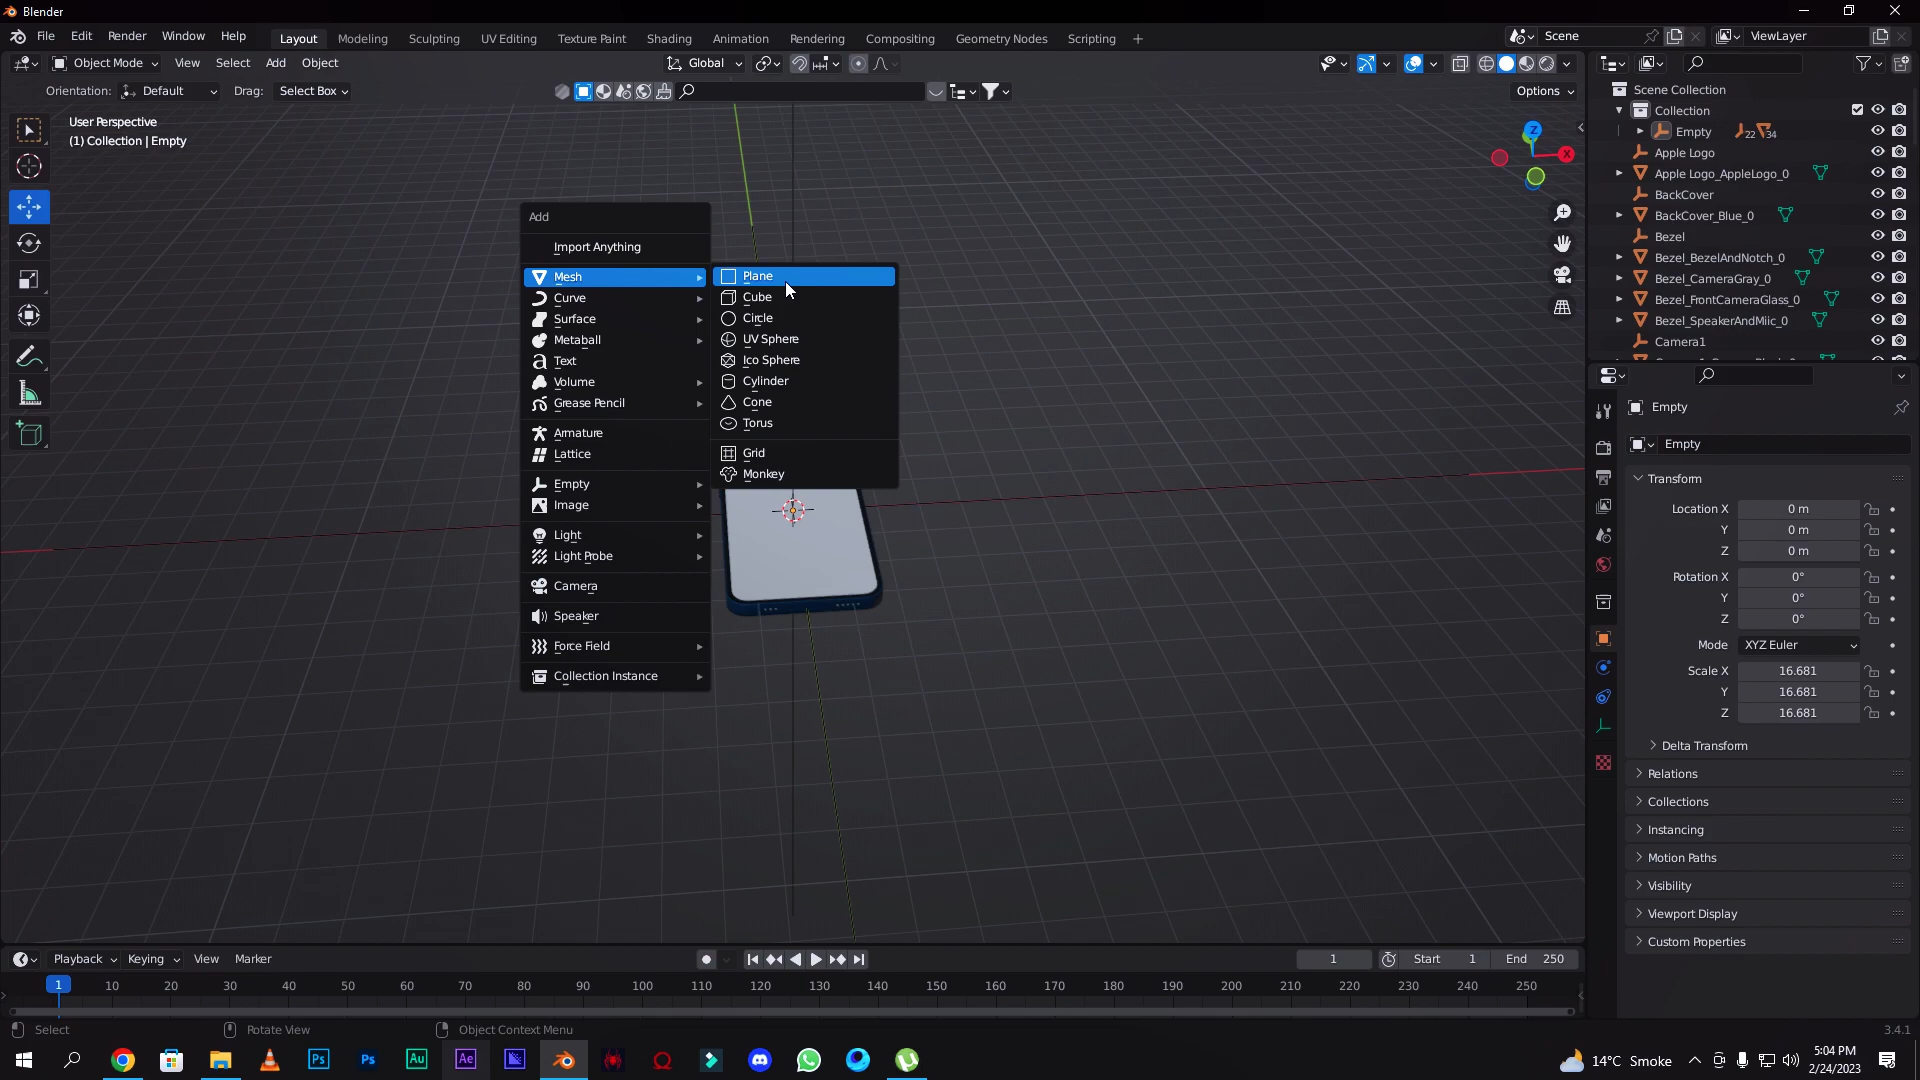 Blender
File Edit Render Window Help Layout Modeling Sculpting UV Editing Texture Paint Shading Animation Rendering Compositing Geometry Nodes Scripting + Scene ViewLayer
Object Mode View Select Add Object Global
Orientation: Default Drag: Select Box Options
User Perspective
(1) Collection | Empty
Z
X
Add
Import Anything
Mesh
Curve
Surface
Metaball
Text
Volume
Grease Pencil
Armature
Lattice
Empty
Image
Light
Light Probe
Camera
Speaker
Force Field
Collection Instance
Plane
Cube
Circle
UV Sphere
Ico Sphere
Cylinder
Cone
Torus
Grid
Monkey
Scene Collection
Collection
Empty 22 34
Apple Logo
Apple Logo_AppleLogo_0
BackCover
BackCover_Blue_0
Bezel
Bezel_BezelAndNotch_0
Bezel_CameraGray_0
Bezel_FrontCameraGlass_0
Bezel_SpeakerAndMiic_0
Camera1
Empty
Empty
Transform
Location X 0 m
Y 0 m
Z 0 m
Rotation X 0°
Y 0°
Z 0°
Mode XYZ Euler
Scale X 16.681
Y 16.681
Z 16.681
Delta Transform
Relations
Collections
Instancing
Motion Paths
Visibility
Viewport Display
Custom Properties
Playback Keying View Marker 1 Start 1 End 250
1 10 20 30 40 50 60 70 80 90 100 110 120 130 140 150 160 170 180 190 200 210 220 230 240 250
Select Rotate View Object Context Menu 3.4.1
Ps Ps Au Ae 14°C Smoke 5:04 PM
2/24/2023